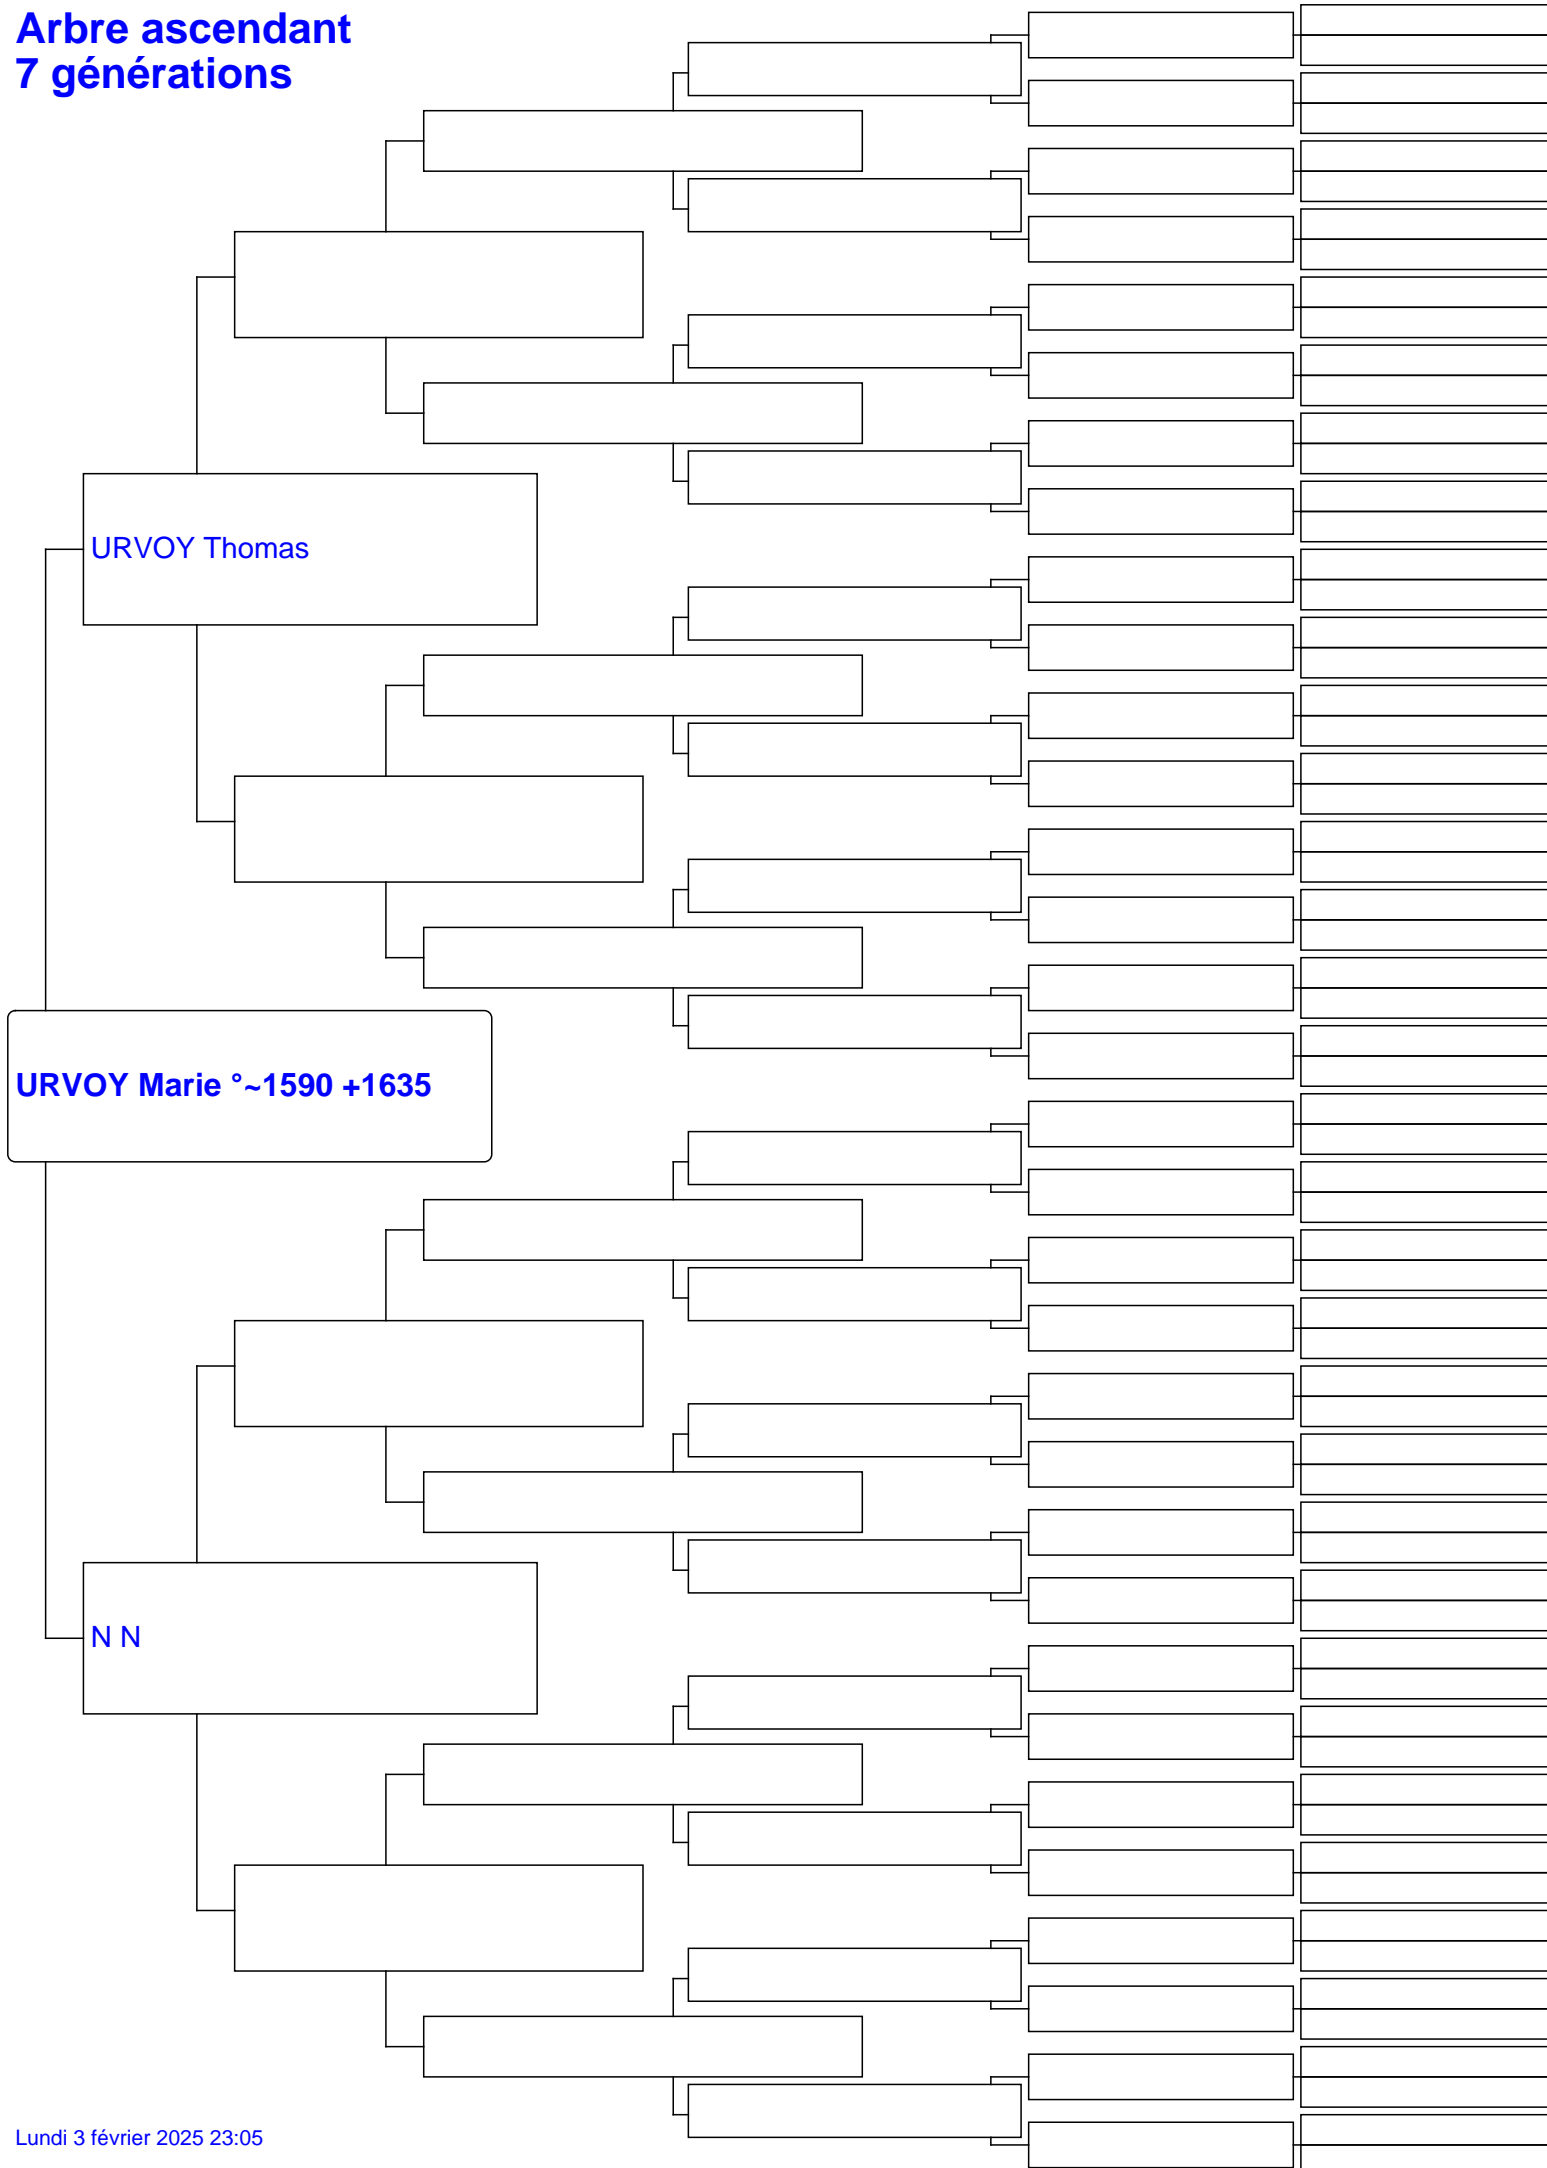 Arbre ascendant
7 générations
URVOY Thomas
URVOY Marie °~1590 +1635
N N
Lundi 3 février 2025 23:05